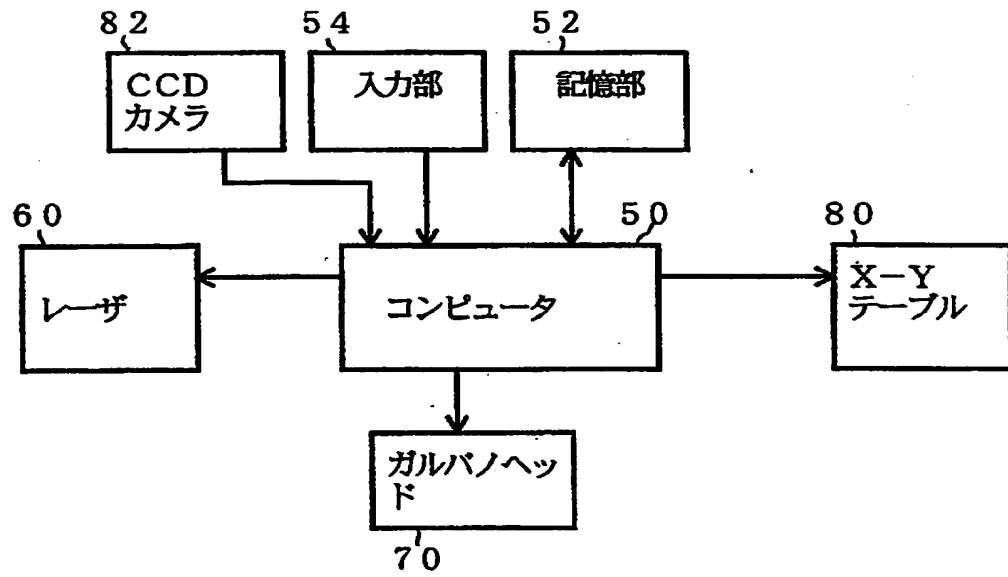 ８２
CCD
カメラ
５４
入力部
５２
記憶部
６０
レーザ
５０
コンピュータ
８０
X－Y
テーブル
ガルバノヘッ
ド
７０